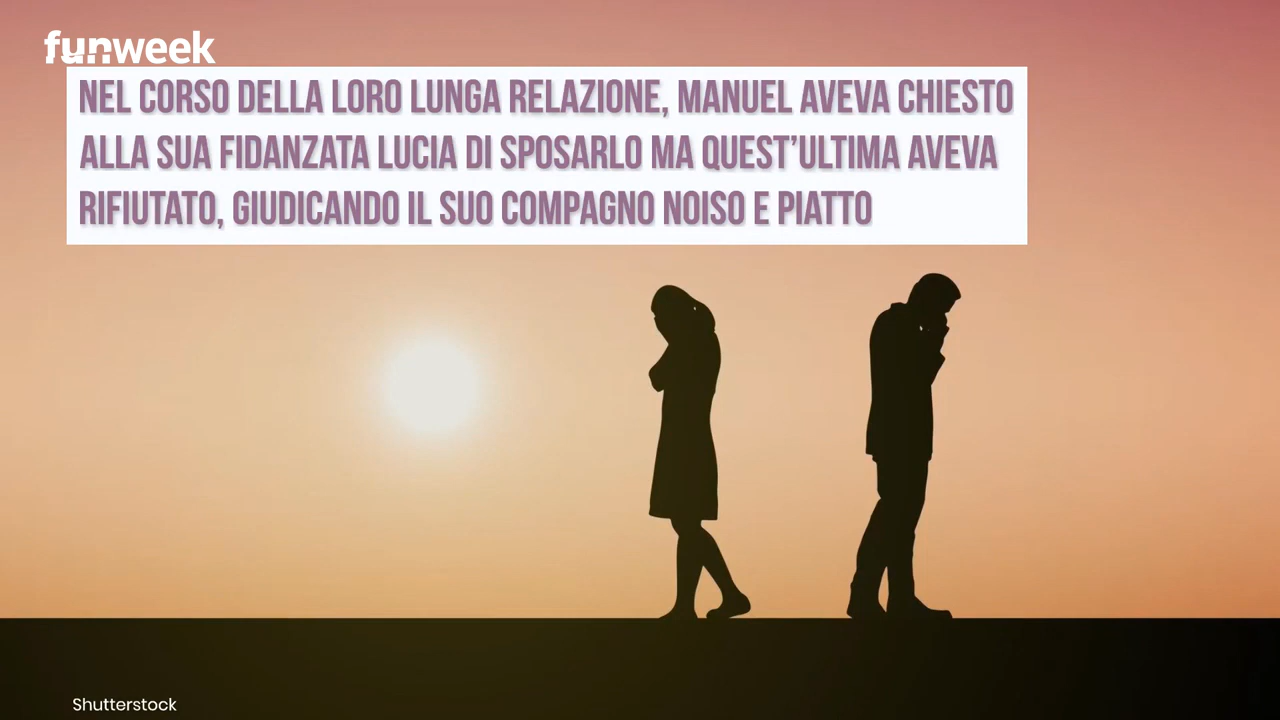 funweek
NEL CORSO DELLA LORO LUNGA RELAZIONE, MANUEL AVEVA CHIESTO
ALLA SUA FIDANZATA LUCIA DI SPOSARLO MA QUEST'ULTIMA AVEVA
RIFIUTATO, GIUDICANDO IL SUO COMPAGNO NOISO E PIATTO
Shutterstock